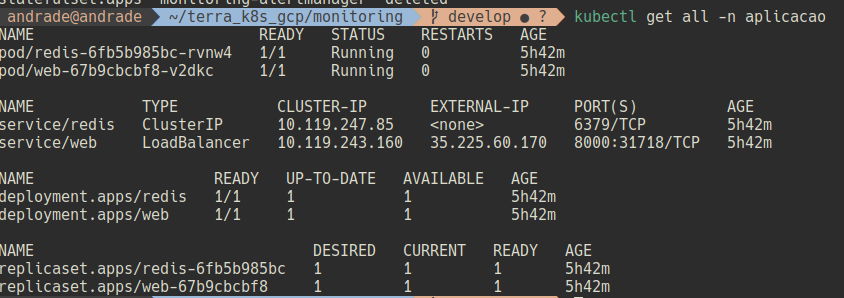 statefulset.apps "monitoring-alertmanager" deleted
andrade@andrade ~/terra_k8s_gcp/monitoring develop ● ? kubectl get all -n aplicacao
NAME READY STATUS RESTARTS AGE
pod/redis-6fb5b985bc-rvnw4 1/1 Running 0 5h42m
pod/web-67b9cbcbf8-v2dkc 1/1 Running 0 5h42m
NAME TYPE CLUSTER-IP EXTERNAL-IP PORT(S) AGE
service/redis ClusterIP 10.119.247.85 <none> 6379/TCP 5h42m
service/web LoadBalancer 10.119.243.160 35.225.60.170 8000:31718/TCP 5h42m
NAME READY UP-TO-DATE AVAILABLE AGE
deployment.apps/redis 1/1 1 1 5h42m
deployment.apps/web 1/1 1 1 5h42m
NAME DESIRED CURRENT READY AGE
replicaset.apps/redis-6fb5b985bc 1 1 1 5h42m
replicaset.apps/web-67b9cbcbf8 1 1 1 5h42m